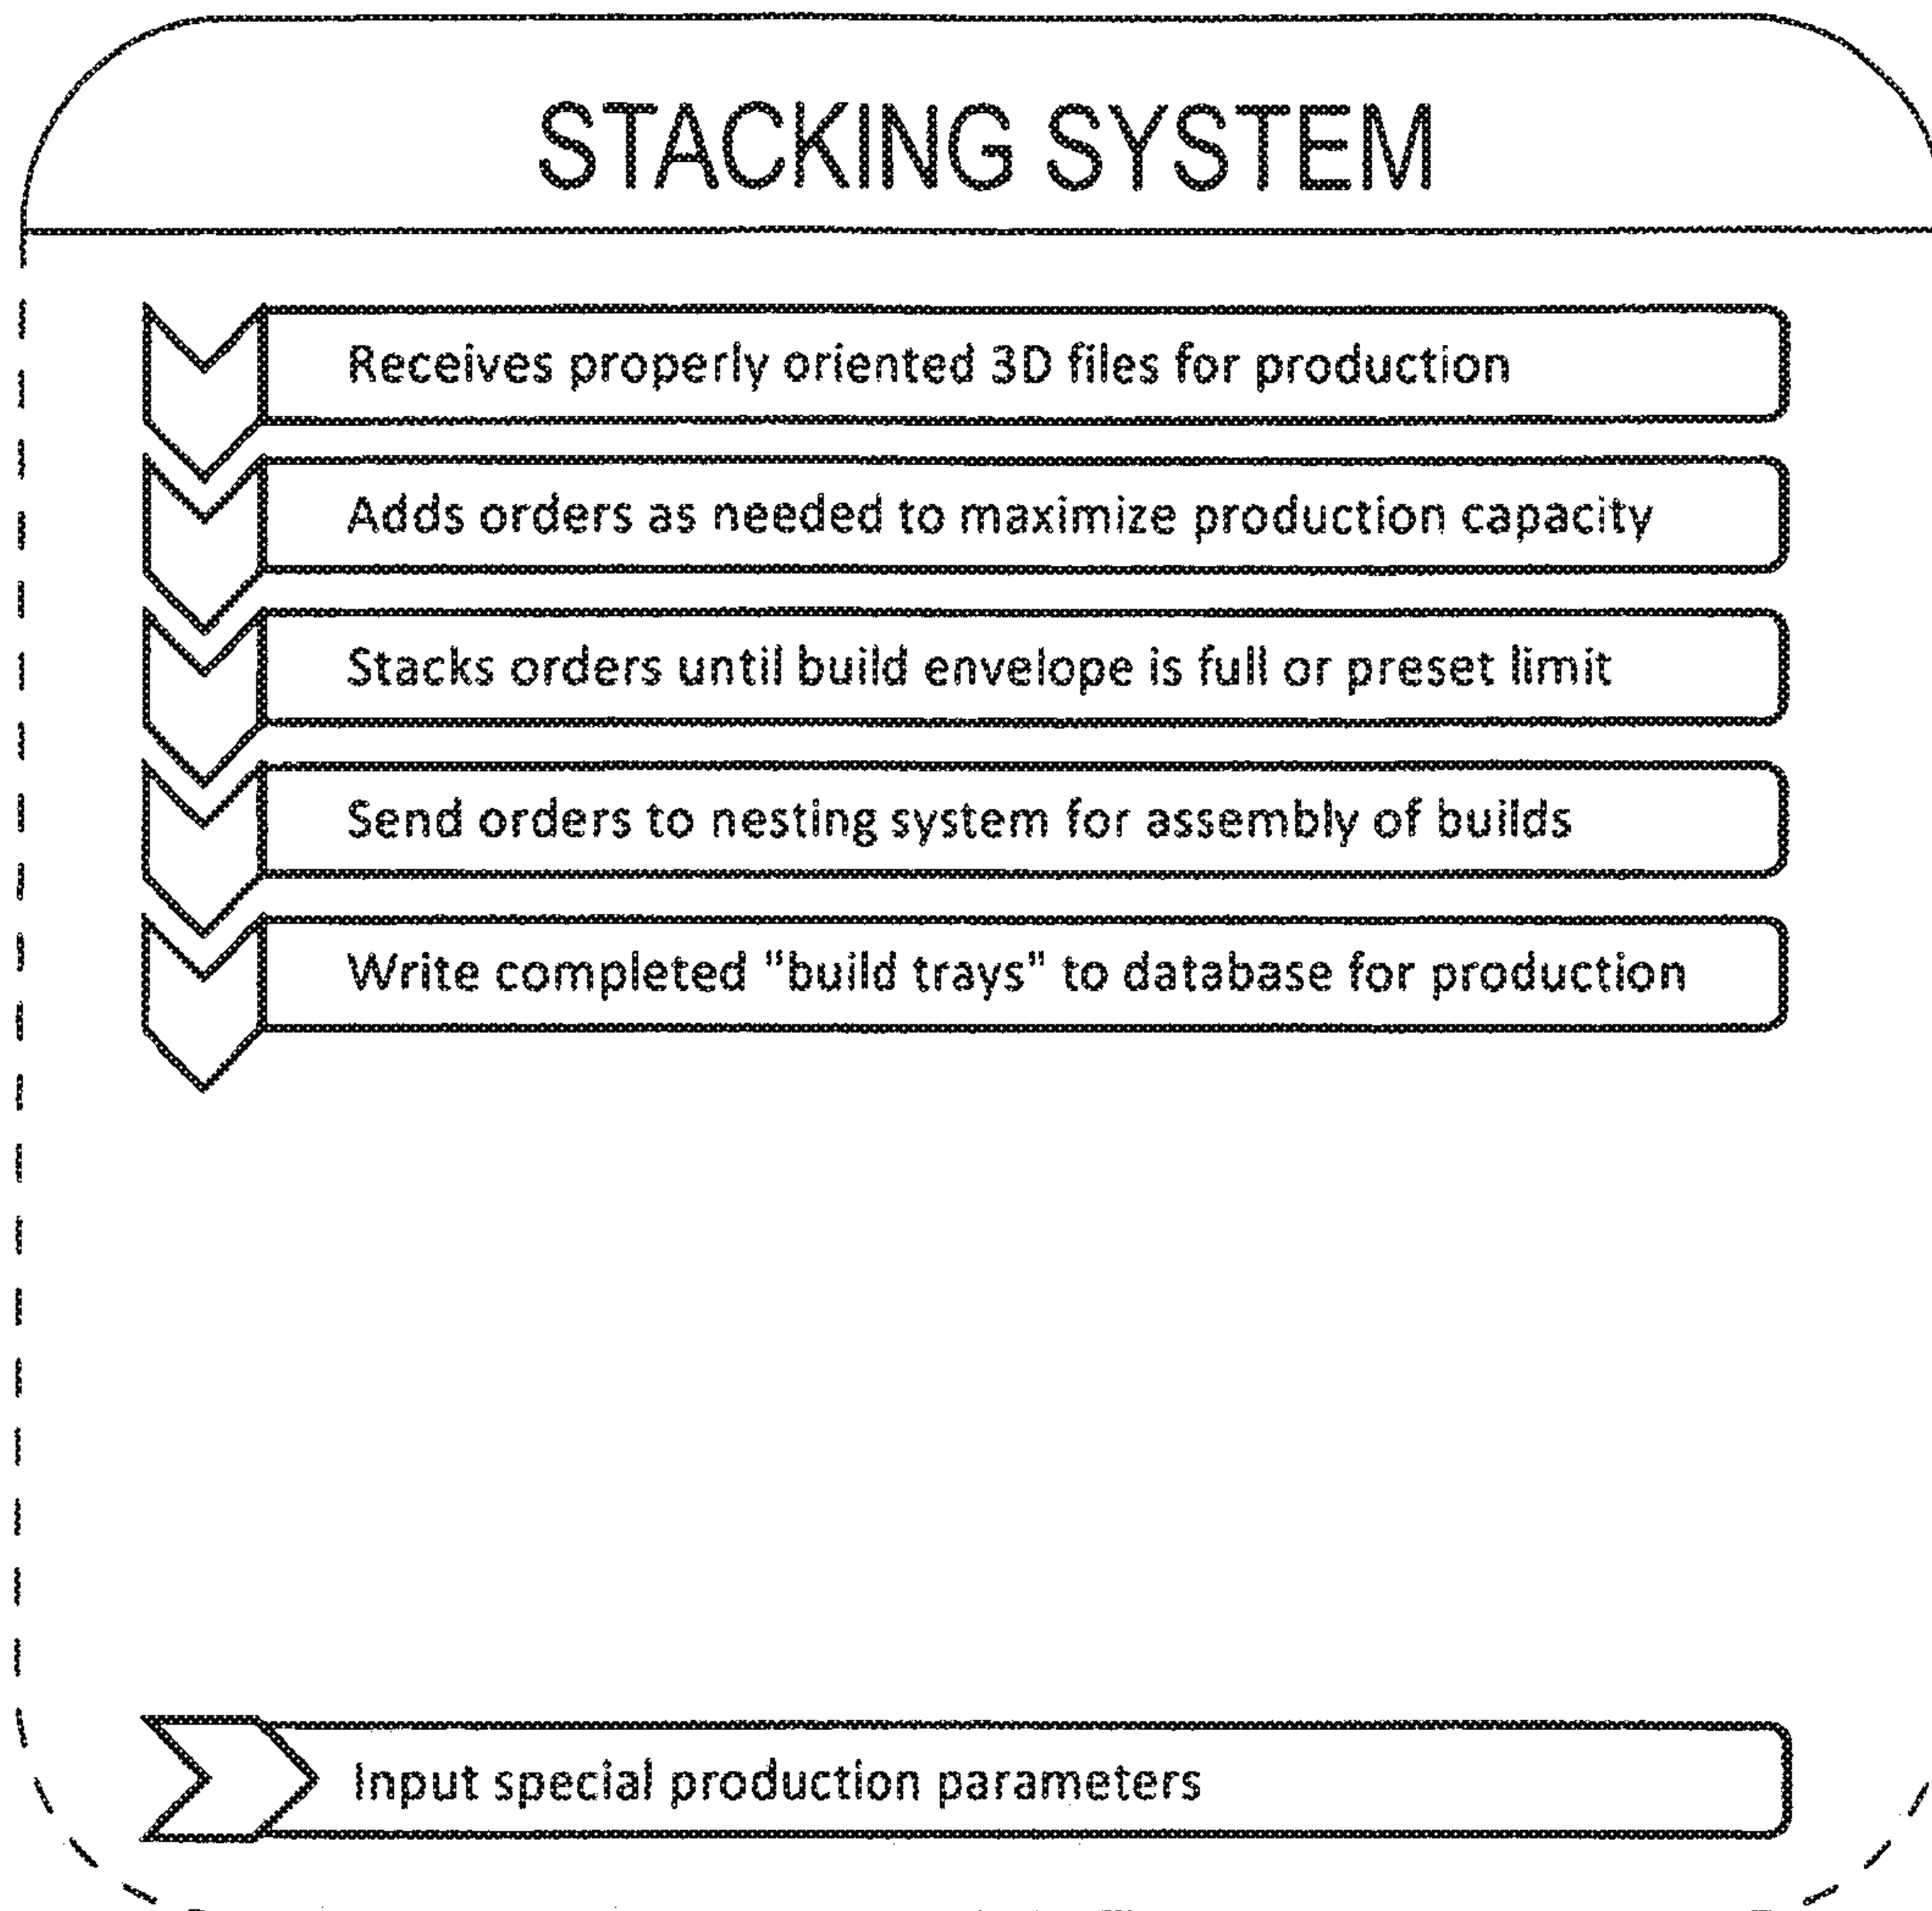 STACKING SYSTEM
Receives properly oriented 3D files for production
Adds orders as needed to maximize production capacity
Stacks orders until build envelope is full or preset limit
Send orders to nesting system for assembly of builds
Write completed "build trays" to database for production
Input special production parameters